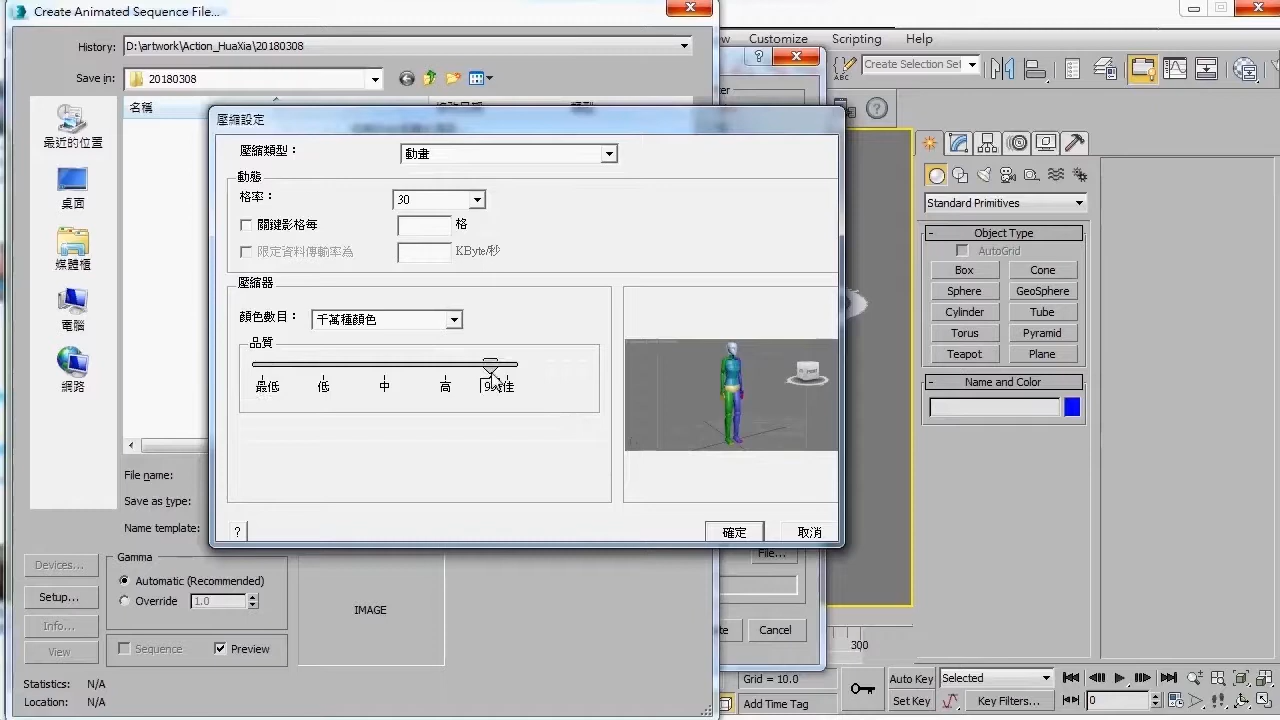 Create Animated Sequence File...
History: D:\artwork\Action_HuaXia\20180308
Save in: 20180308
名稱
最近的位置
桌面
媒體櫃
電腦
網路
File name:
Save as type:
Name template:
Devices...
Setup...
Info...
View
Gamma
Automatic (Recommended)
Override 1.0
Sequence
Preview
IMAGE
Statistics: N/A
Location: N/A
壓縮設定
壓縮類型：
動畫
動態
格率：
30
關鍵影格每
格
限定資料傳輸率為
KByte/秒
壓縮器
顏色數目：
千萬種顏色
品質
最低 低 中 高
?
確定
取消
File...
Cancel
Customize Scripting Help
ABC
Create Selection Set
Standard Primitives
- Object Type
AutoGrid
Box Cone
Sphere GeoSphere
Cylinder Tube
Torus Pyramid
Teapot Plane
- Name and Color
300
Grid = 10.0
Add Time Tag
Auto Key Selected
Set Key Key Filters...
0